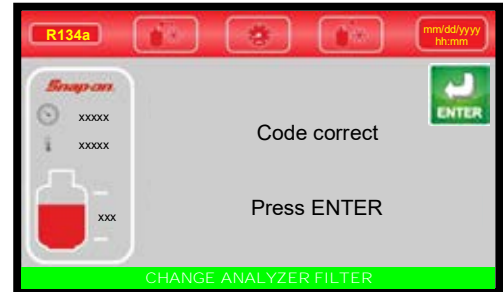 R134a
mm/dd/yyyy
hh:mm
Snap-on
xxxxx
xxxxx
xxx
ENTER
Code correct
Press ENTER
CHANGE ANALYZER FILTER